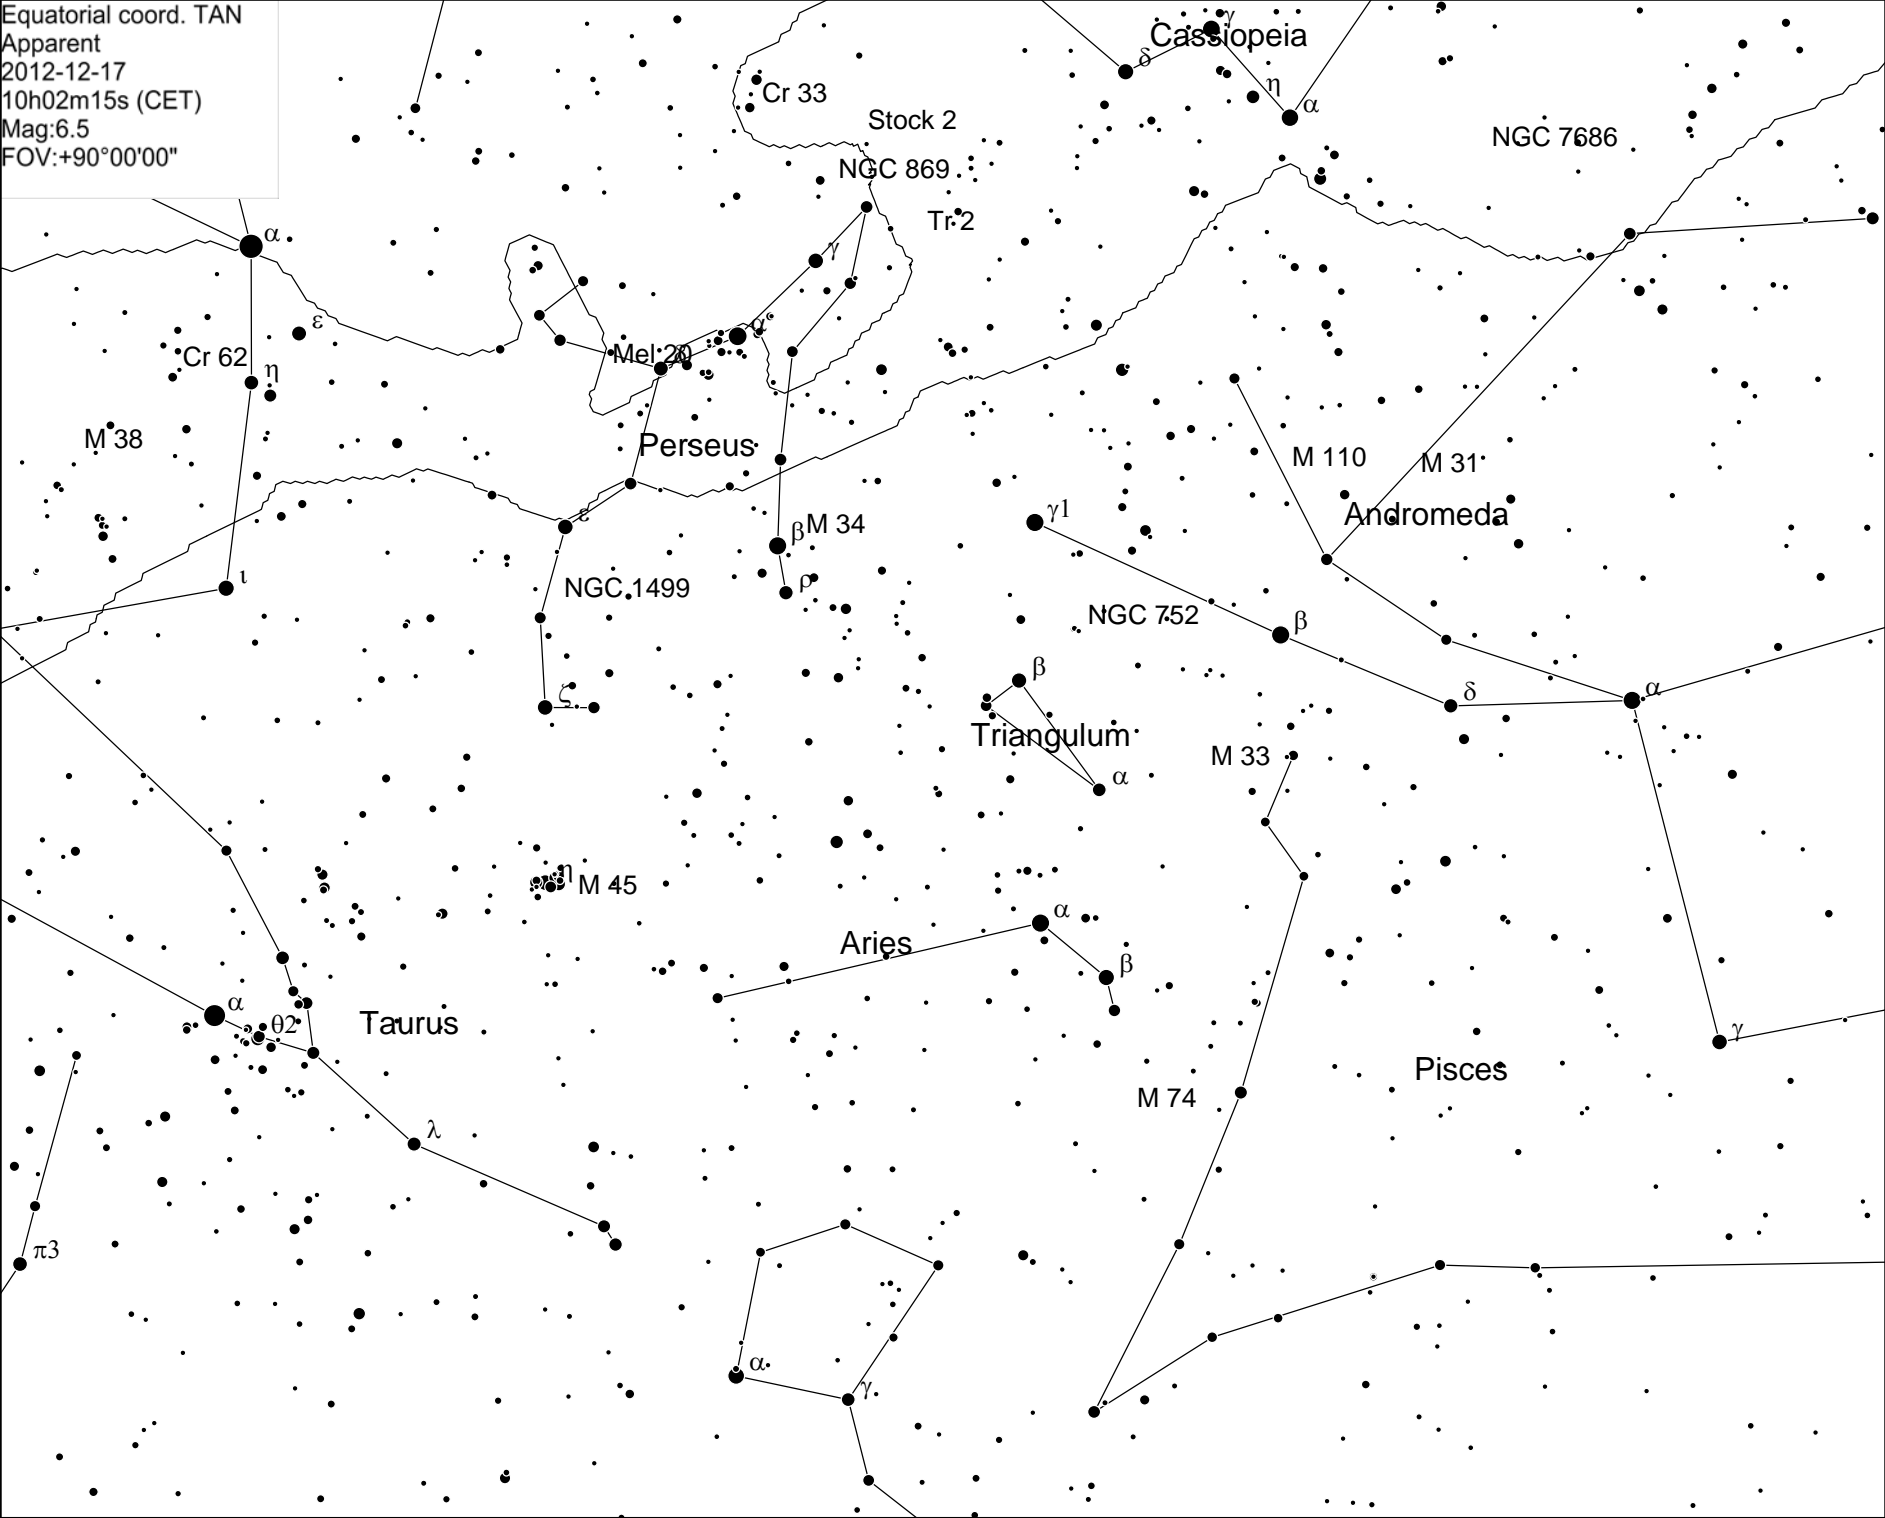 Equatorial coord. TAN
Apparent
2012-12-17
10h02m15s (CET)
Mag:6.5
FOV:+90°00'00"
γ
Cassiopeia
δ
η
α
Cr 33
Stock 2
NGC 7686
NGC 869
Tr 2
α
γ
ε
α
Mel 20
δ
Cr 62
η
M 38
Perseus
M 110
M 31
γ1
Andromeda
ε
β
M 34
ι
NGC 1499
ρ
NGC 752
β
β
ζ
δ
α
Triangulum
M 33
α
η
M 45
α
Aries
β
α
θ2
Taurus
γ
Pisces
M 74
λ
π3
α
γ